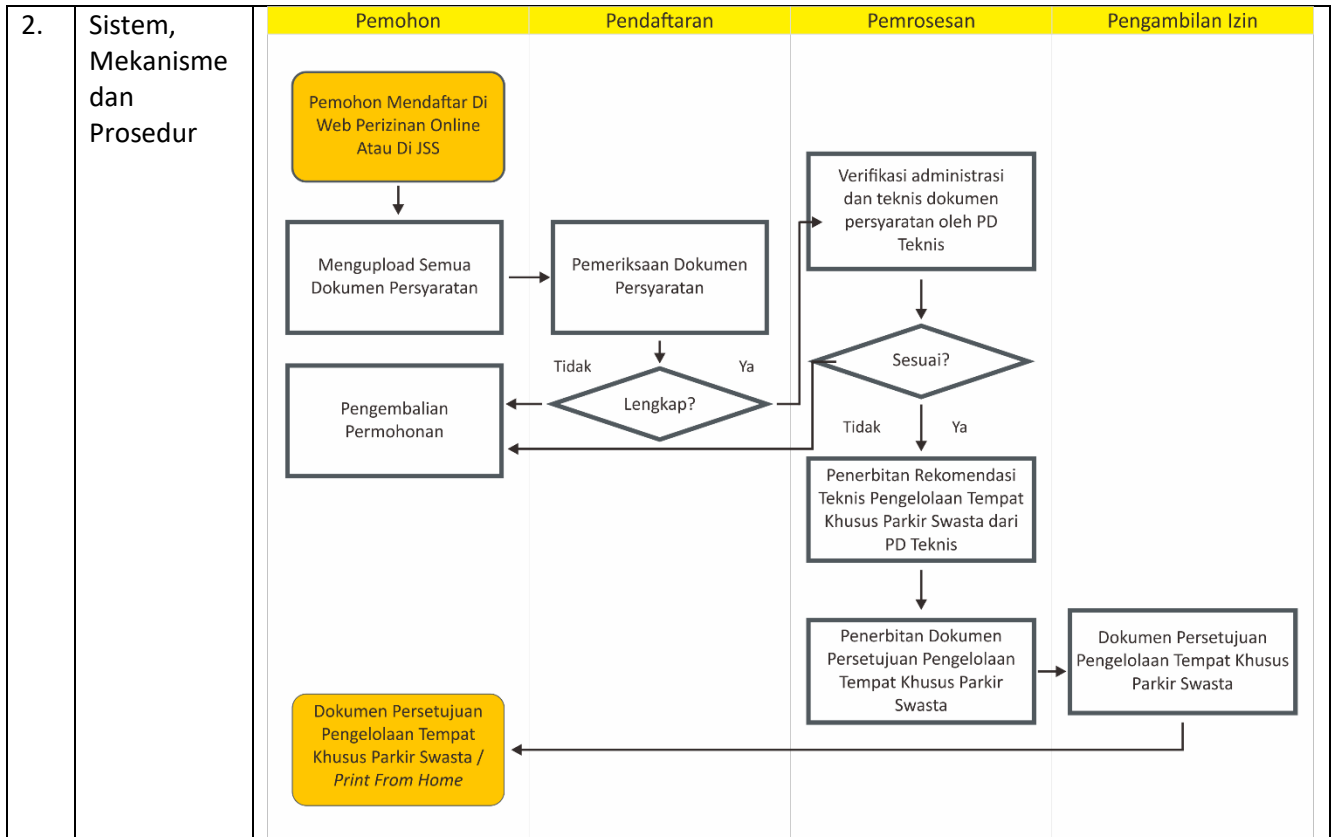 2.
Sistem,
Mekanisme
dan
Prosedur
Pemohon
Pendaftaran
Pemrosesan
Pengambilan Izin
Pemohon Mendaftar Di
Web Perizinan Online
Atau Di JSS
Mengupload Semua
Dokumen Persyaratan
Pemeriksaan Dokumen
Persyaratan
Verifikasi administrasi
dan teknis dokumen
persyaratan oleh PD
Teknis
Tidak
Ya
Lengkap?
Sesuai?
Pengembalian
Permohonan
Tidak
Ya
Penerbitan Rekomendasi
Teknis Pengelolaan Tempat
Khusus Parkir Swasta dari
PD Teknis
Penerbitan Dokumen
Persetujuan Pengelolaan
Tempat Khusus Parkir
Swasta
Dokumen Persetujuan
Pengelolaan Tempat Khusus
Parkir Swasta
Dokumen Persetujuan
Pengelolaan Tempat
Khusus Parkir Swasta /
Print From Home